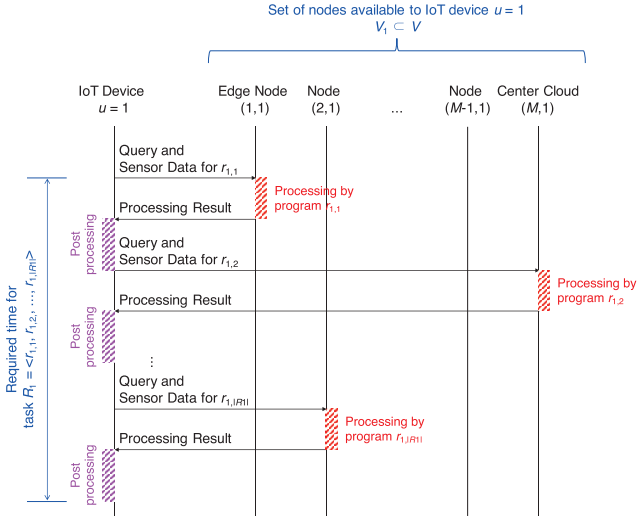 Set of nodes available to IoT device u = 1
V₁ ⊂ V
IoT Device
u = 1
Edge Node
(1,1)
Node
(2,1)
...
Node
(M-1,1)
Center Cloud
(M,1)
Query and
Sensor Data for r₁,₁
Processing by
program r₁,₁
Processing Result
Post
processing
Query and
Sensor Data for r₁,₂
Processing by
program r₁,₂
Processing Result
Post
processing
...
Query and
Sensor Data for r₁,|R1|
Processing by
program r₁,|R1|
Processing Result
Post
processing
Required time for
task R₁ = <r₁,₁, r₁,₂, ..., r₁,|R1|>